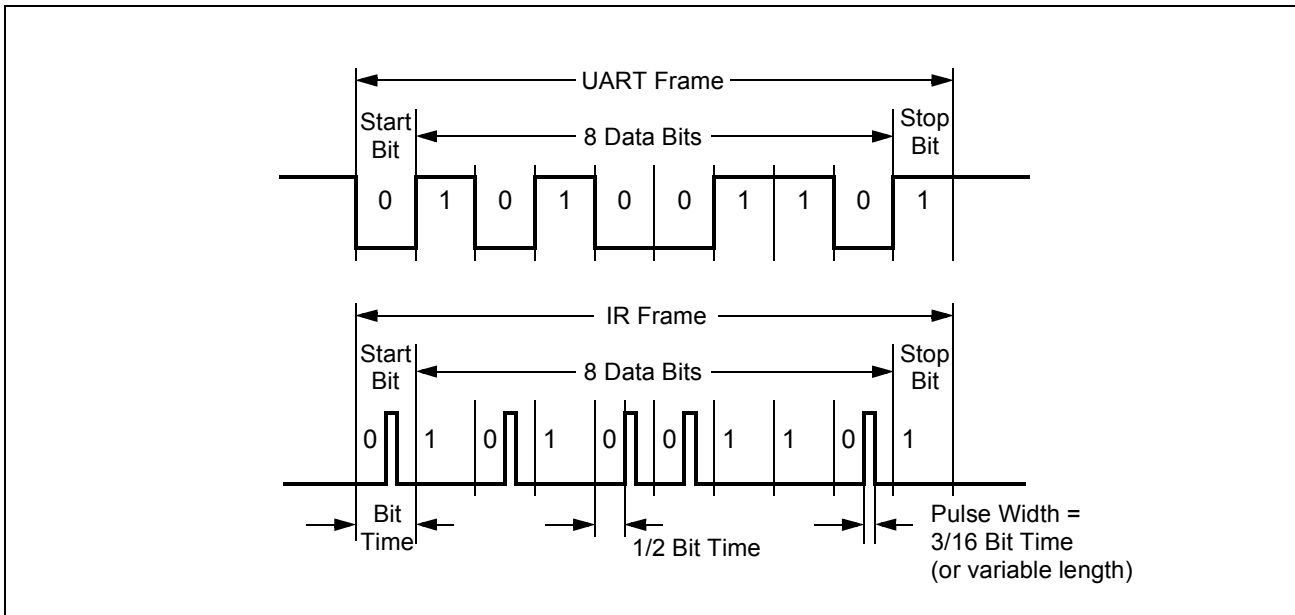 UART Frame
Start
Bit
8 Data Bits
Stop
Bit
0 1 0 1 0 0 1 1 0 1
IR Frame
Start
Bit
8 Data Bits
Stop
Bit
0 1 0 1 0 0 1 1 0 1
Bit
Time
1/2 Bit Time
Pulse Width =
3/16 Bit Time
(or variable length)